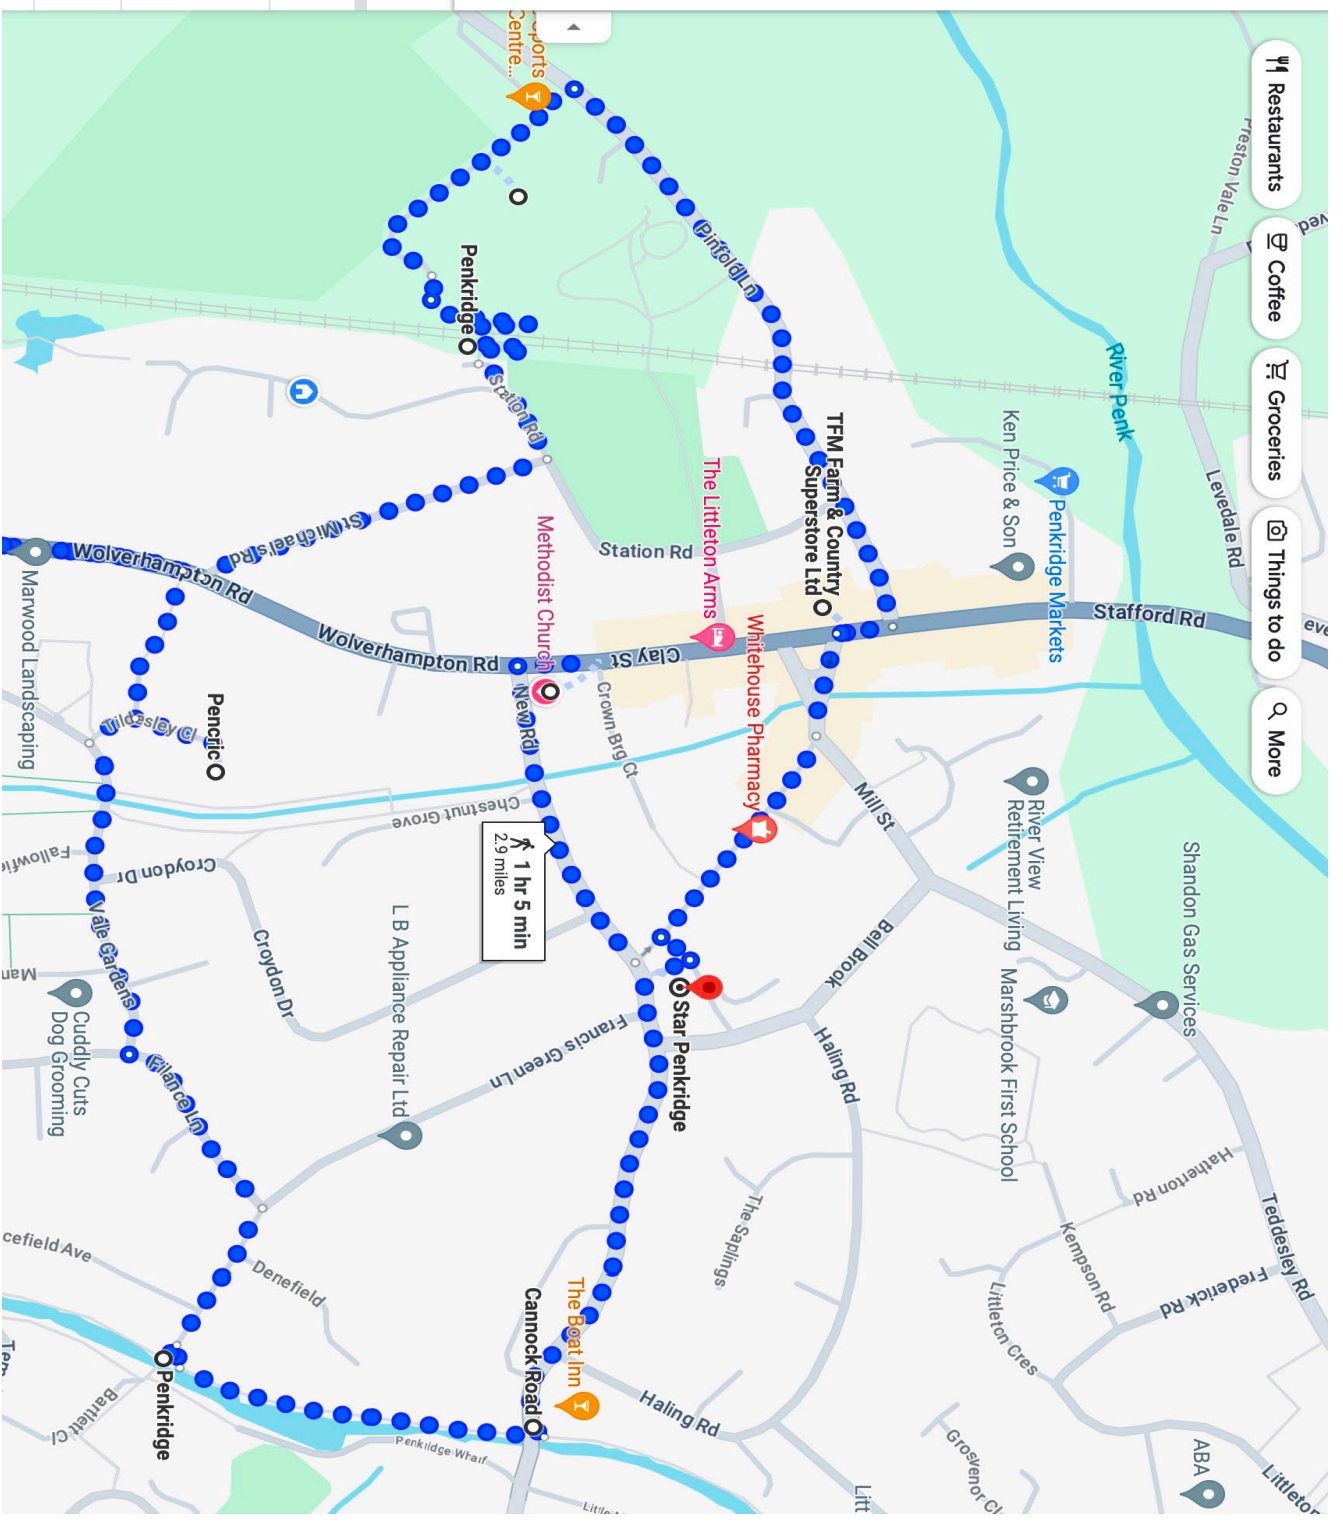 Restaurants
Coffee
Groceries
Things to do
More
Sports
Centre...
Preston Vale Ln
Levedale Rd
River Penk
Pinfold Ln
Penkridge
Station Rd
Station Rd
St Michael's Rd
Ken Price & Son
Penkridge Markets
TFM Farm & Country
Superstore Ltd
The Littleton Arms
Methodist Church
Whitehouse Pharmacy
Stafford Rd
Clay St
Wolverhampton Rd
Wolverhampton Rd
Marwood Landscaping
Crown Brg Ct
New Rd
Pencric
Tildesley Cl
Mill St
River View
Retirement Living
Chestnut Grove
Croydon Dr
Croydon Dr
1 hr 5 min
2.9 miles
Bell Brook
Shandon Gas Services
Marshbrook First School
L B Appliance Repair Ltd
Vale Gardens
Cuddly Cuts
Dog Grooming
Star Penkridge
Francis Green Ln
Haling Rd
Filance Ln
Hatherton Rd
Teddesley Rd
Kempson Rd
Frederick Rd
The Saplings
Littleton Cres
Denefield
cefield Ave
The Boat Inn
Cannock Road
Haling Rd
Penkridge
Bartlett Cl
Penkridge Wharf
Grosvenor Cl
ABA
Littleton
Litt